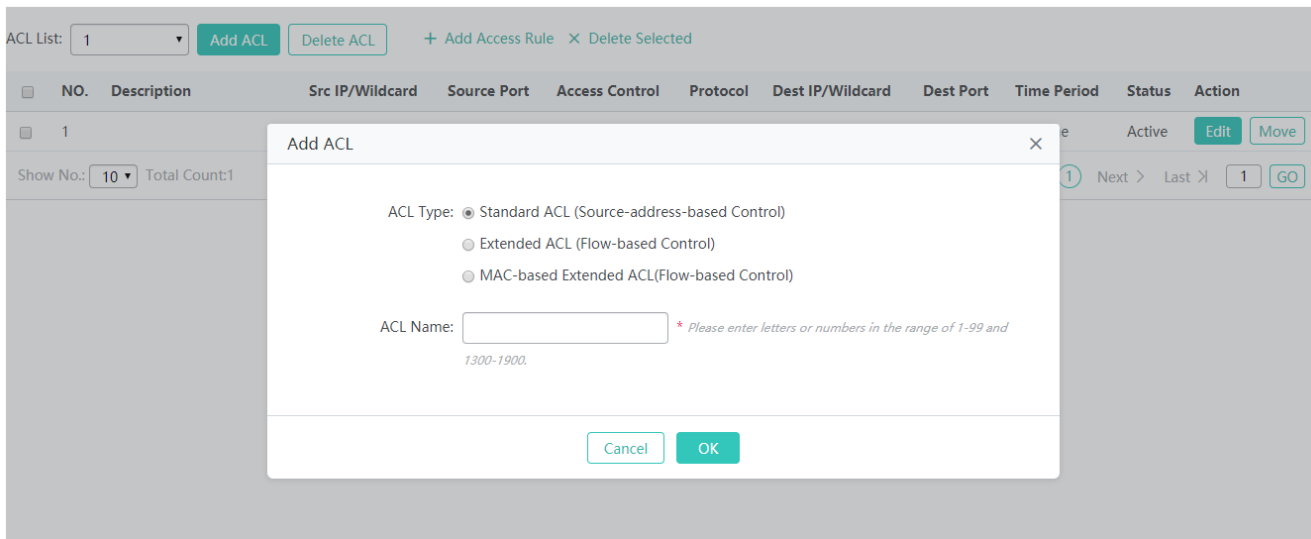 ACL List: 1 Add ACL Delete ACL + Add Access Rule × Delete Selected
NO. Description Src IP/Wildcard Source Port Access Control Protocol Dest IP/Wildcard Dest Port Time Period Status Action
1 e Active Edit Move
Show No.: 10 Total Count:1 1 Next > Last 1 GO
Add ACL ×
ACL Type: Standard ACL (Source-address-based Control)
Extended ACL (Flow-based Control)
MAC-based Extended ACL(Flow-based Control)
ACL Name: * Please enter letters or numbers in the range of 1-99 and
1300-1900.
Cancel OK